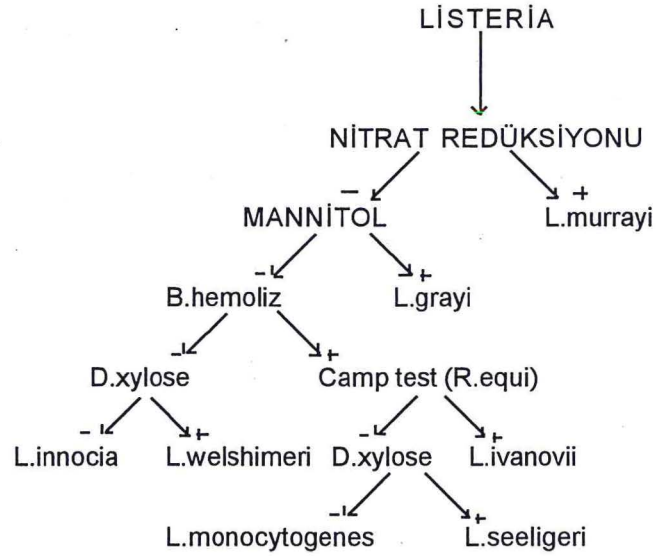 LİSTERİA
NİTRAT REDÜKSİYONU
− +
MANNİTOL L.murrayi
− +
B.hemoliz L.grayi
− +
D.xylose Camp test (R.equi)
− + − +
L.innocia L.welshimeri D.xylose L.ivanovii
− +
L.monocytogenes L.seeligeri